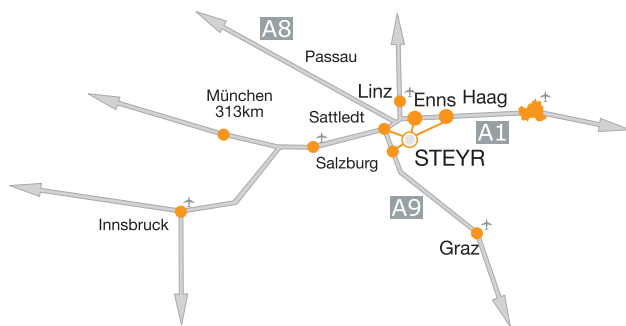 A8
Passau
Linz
Enns
Haag
München
313km
Sattledt
A1
Salzburg
STEYR
A9
Innsbruck
Graz